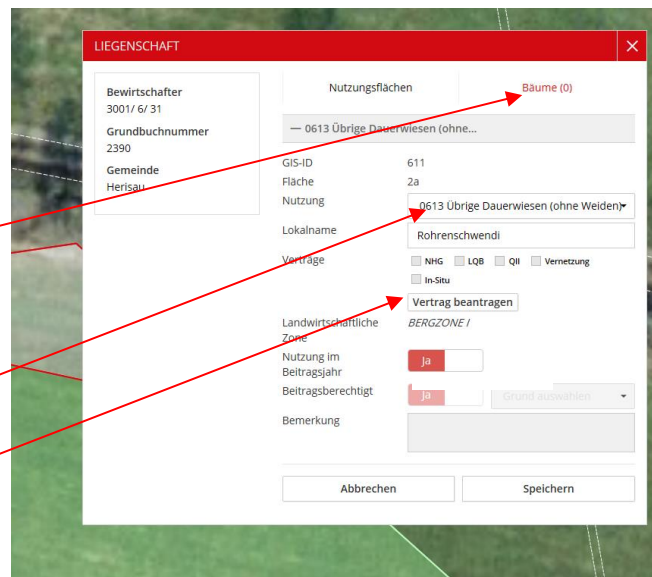 LIEGENSCHAFT
Bewirtschafter
3001/ 6/ 31
Grundbuchnummer
2390
Gemeinde
Herisau
Nutzungsflächen
Bäume (0)
— 0613 Übrige Dauerwiesen (ohne...
GIS-ID 611
Fläche 2a
Nutzung 0613 Übrige Dauerwiesen (ohne Weiden)
Lokalname Rohrenschwendi
Verträge NHG LQB QII Vernetzung
In-Situ
Vertrag beantragen
Landwirtschaftliche BERGZONE I
Zone
Nutzung im Ja
Beitragsjahr
Beitragsberechtigt Ja Grund auswählen
Bemerkung
Abbrechen Speichern